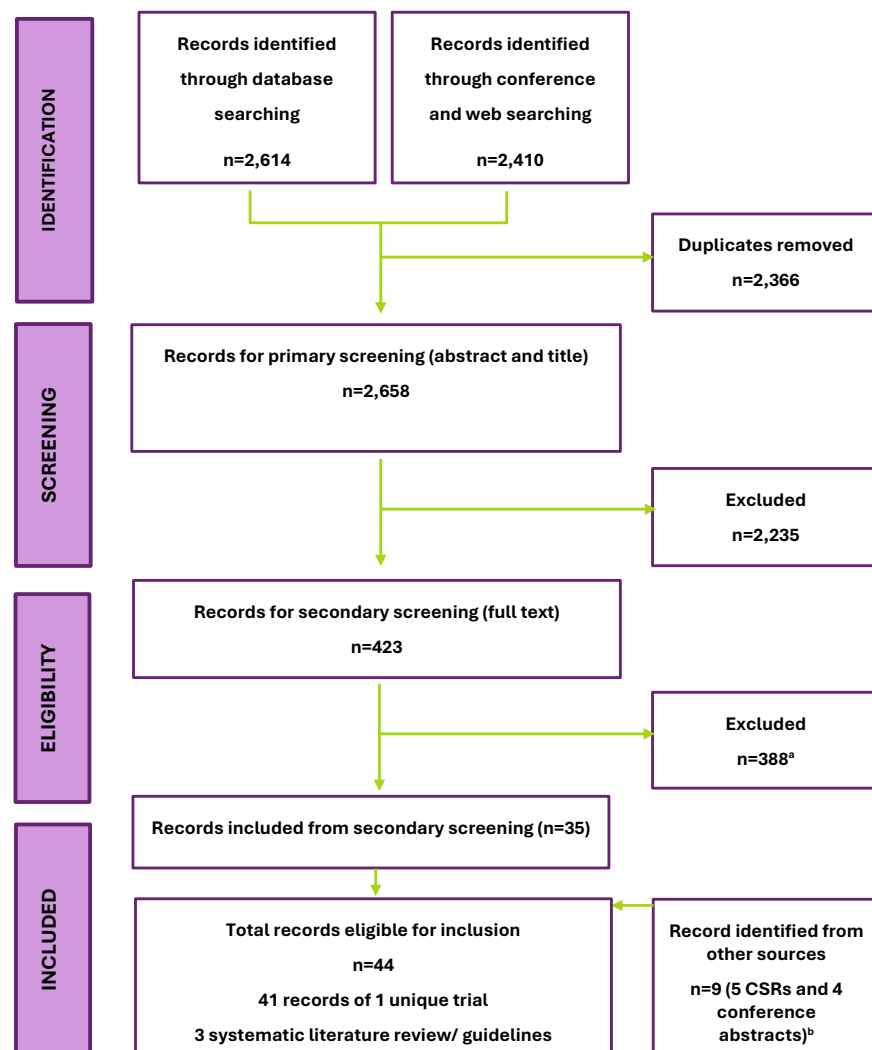 IDENTIFICATION
Records identified
through database
searching
n=2,614
Records identified
through conference
and web searching
n=2,410
Duplicates removed
n=2,366
SCREENING
Records for primary screening (abstract and title)
n=2,658
Excluded
n=2,235
ELIGIBILITY
Records for secondary screening (full text)
n=423
Excluded
n=388ᵃ
Records included from secondary screening (n=35)
INCLUDED
Total records eligible for inclusion
n=44
41 records of 1 unique trial
3 systematic literature review/ guidelines
Record identified from
other sources
n=9 (5 CSRs and 4
conference
abstracts)ᵇ